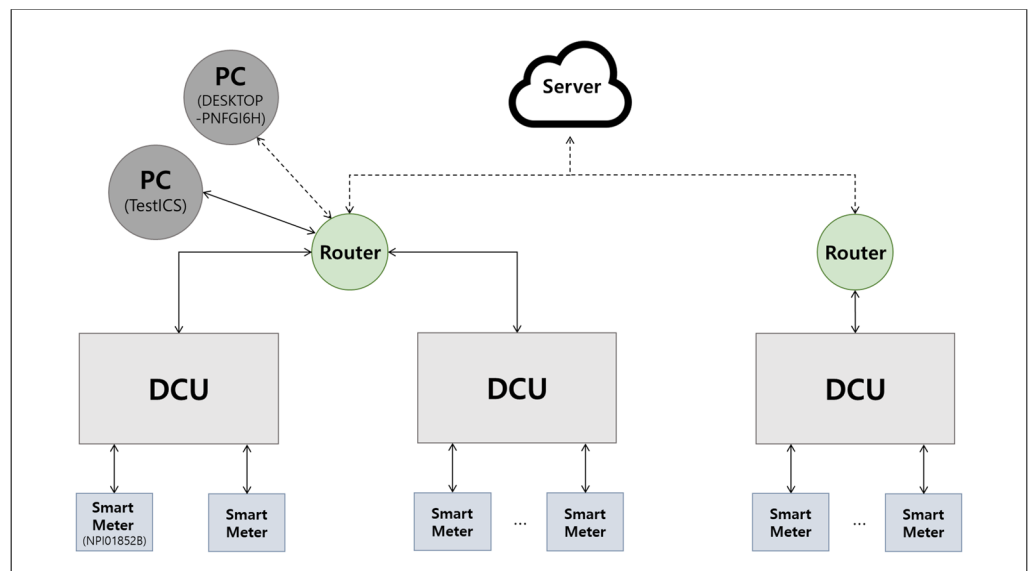 PC
(DESKTOP
-PNFGI6H)
Server
PC
(TestICS)
Router
Router
DCU
DCU
DCU
Smart
Meter
(NPI01852B)
Smart
Meter
Smart
Meter
...
Smart
Meter
Smart
Meter
...
Smart
Meter